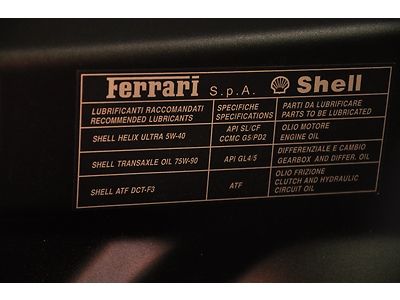 Ferrari S.p.A. Shell
LUBRIFICANTI RACCOMANDATI SPECIFICHE PARTI DA LUBRIFICARE
RECOMMENDED LUBRICANTS SPECIFICATIONS PARTS TO BE LUBRICATED
SHELL HELIX ULTRA 5W-40 API SL/CF OLIO MOTORE
CCMC G5/PD2 ENGINE OIL
SHELL TRANSAXLE OIL 75W-90 API GL4/5 DIFFERENZIALE E CAMBIO
GEARBOX AND DIFFER. OIL
SHELL ATF DCT-F3 ATF OLIO FRIZIONE
CLUTCH AND HYDRAULIC
CIRCUIT OIL